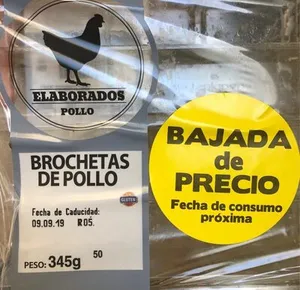 ELABORADOS
POLLO
BROCHETAS
DE POLLO
Fecha de Caducidad:
09.09.19 R05.
GLUTEN
50
PESO: 345g
BAJADA
de
PRECIO
Fecha de consumo
próxima